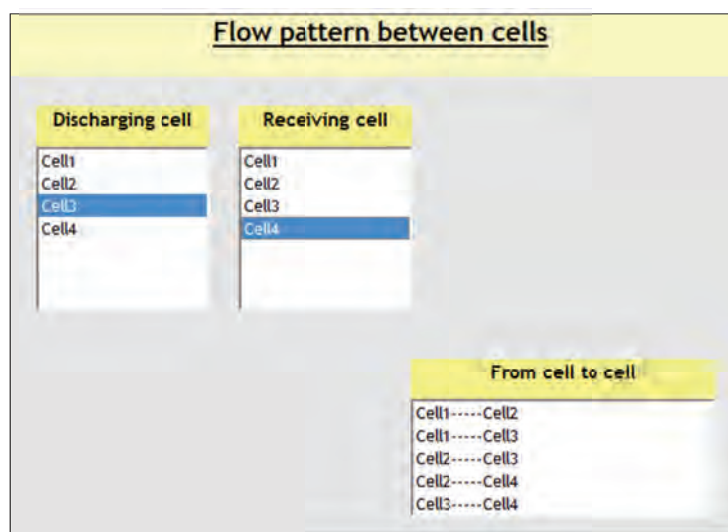 Flow pattern between cells
Discharging cell
Receiving cell
Cell1
Cell2
Cell3
Cell4
Cell1
Cell2
Cell3
Cell4
From cell to cell
Cell1-----Cell2
Cell1-----Cell3
Cell2-----Cell3
Cell2-----Cell4
Cell3-----Cell4